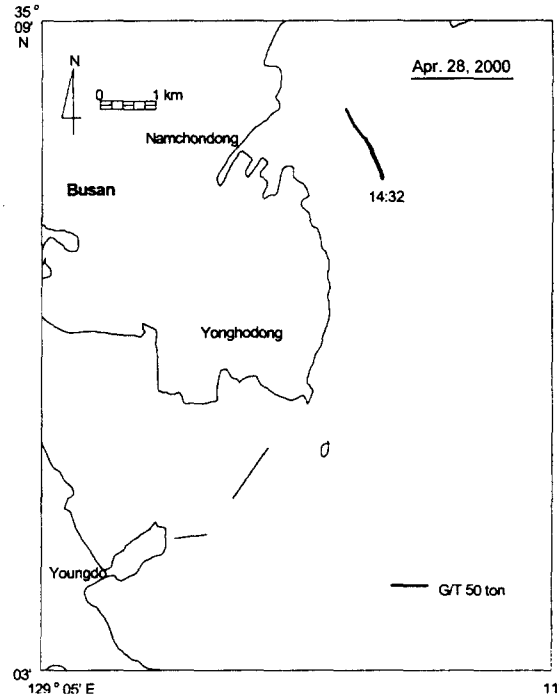 35°
09'
N
Apr. 28, 2000
N
0 1 km
Namchondong
Busan
14:32
Yonghodong
Youngdo
G/T 50 ton
03'
129° 05' E
11